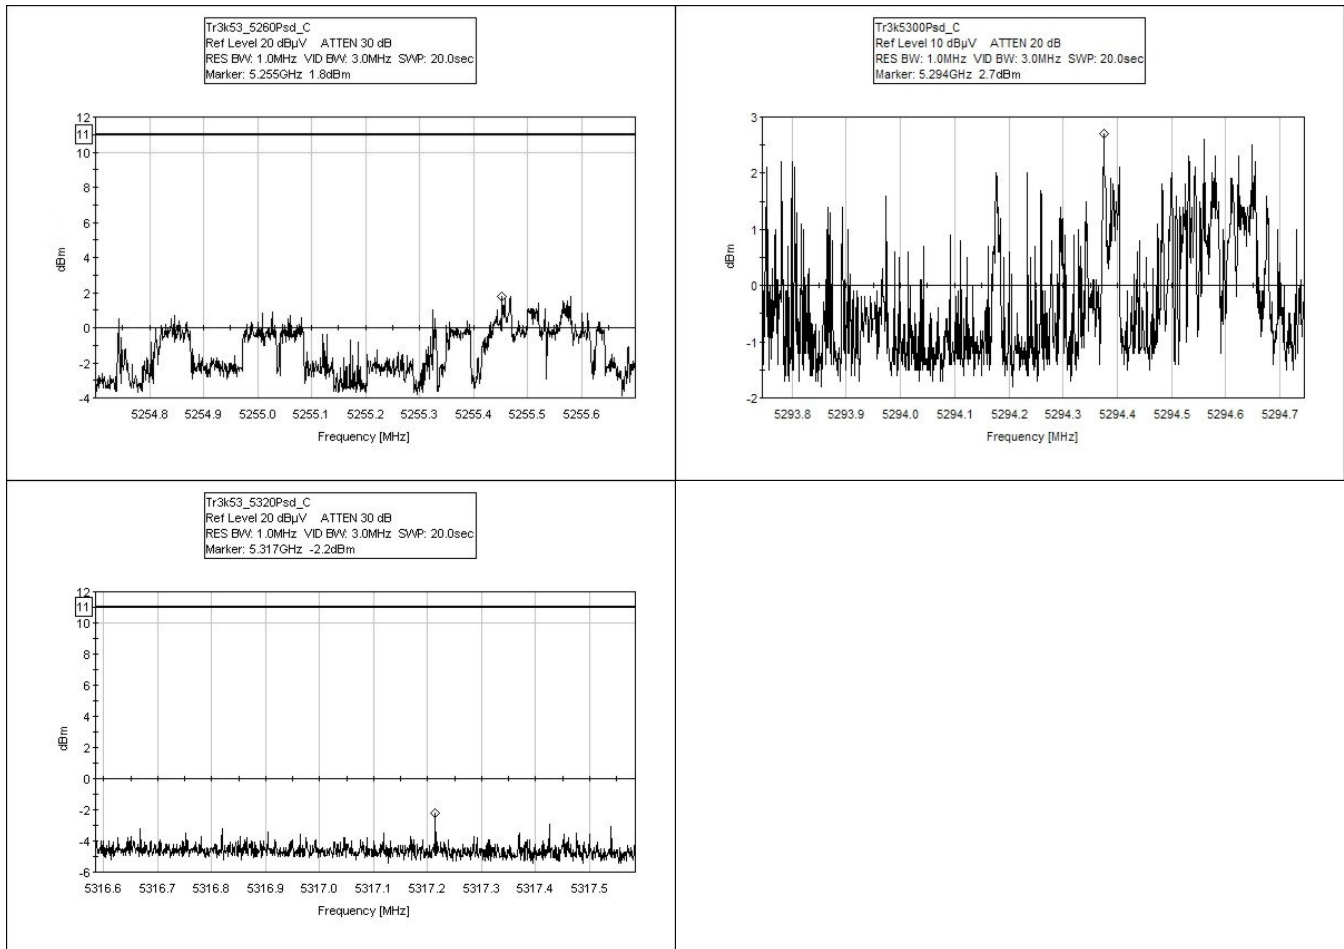 Tr3k53_5260Psd_C
Ref Level 20 dBµV ATTEN 30 dB
RES BW: 1.0MHz VID BW: 3.0MHz SWP: 20.0sec
Marker: 5.255GHz 1.8dBm
12
11
10
8
6
4
2
0
-2
-4
dBm
5254.8 5254.9 5255.0 5255.1 5255.2 5255.3 5255.4 5255.5 5255.6
Frequency [MHz]
Tr3k5300Psd_C
Ref Level 10 dBµV ATTEN 20 dB
RES BW: 1.0MHz VID BW: 3.0MHz SWP: 20.0sec
Marker: 5.294GHz 2.7dBm
3
2
1
0
-1
-2
dBm
5293.8 5293.9 5294.0 5294.1 5294.2 5294.3 5294.4 5294.5 5294.6 5294.7
Frequency [MHz]
Tr3k53_5320Psd_C
Ref Level 20 dBµV ATTEN 30 dB
RES BW: 1.0MHz VID BW: 3.0MHz SWP: 20.0sec
Marker: 5.317GHz -2.2dBm
12
11
10
8
6
4
2
0
-2
-4
-6
dBm
5316.6 5316.7 5316.8 5316.9 5317.0 5317.1 5317.2 5317.3 5317.4 5317.5
Frequency [MHz]